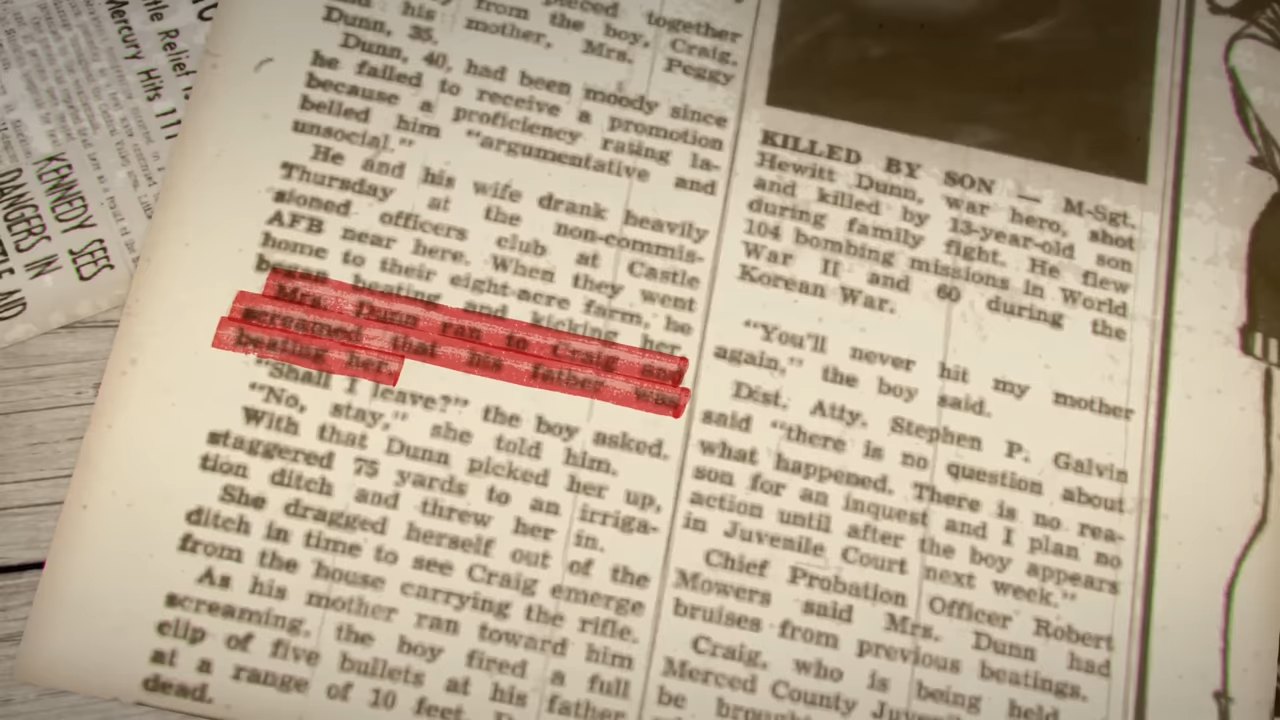 tle Relief
Mercury Hits 111
KENNEDY SEES
DANGERS IN
pieced together
and his from the boy, Craig,
Dunn, 35. mother, Mrs. Peggy
Dunn, 40, had been moody since
he failed to receive a promotion
because a proficiency rating la-
belled him "argumentative and
unsocial."
He and his wife drank heavily
Thursday at the non-commis-
sioned officers club at Castle
AFB near here. When they went
home to their eight-acre farm, he
began beating and kicking her.
Mrs. Dunn ran to Craig and
screamed that his father was
beating her.
"Shall I leave?" the boy asked.
"No, stay," she told him.
With that Dunn picked her up,
staggered 75 yards to an irriga-
tion ditch and threw her in.
She dragged herself out of the
ditch in time to see Craig emerge
from the house carrying the rifle.
As his mother ran toward him
screaming, the boy fired a full
clip of five bullets at his father
at a range of 10 feet.
dead.
KILLED BY SON — M-Sgt.
Hewitt Dunn, war hero, shot
and killed by 13-year-old son
during family fight. He flew
104 bombing missions in World
War II and 60 during the
Korean War.
"You'll never hit my mother
again," the boy said.
Dist. Atty. Stephen P. Galvin
said "there is no question about
what happened. There is no rea-
son for an inquest and I plan no
action until after the boy appears
in Juvenile Court next week."
Chief Probation Officer Robert
Mowers said Mrs. Dunn had
bruises from previous beatings.
Craig, who is being held
Merced County
be